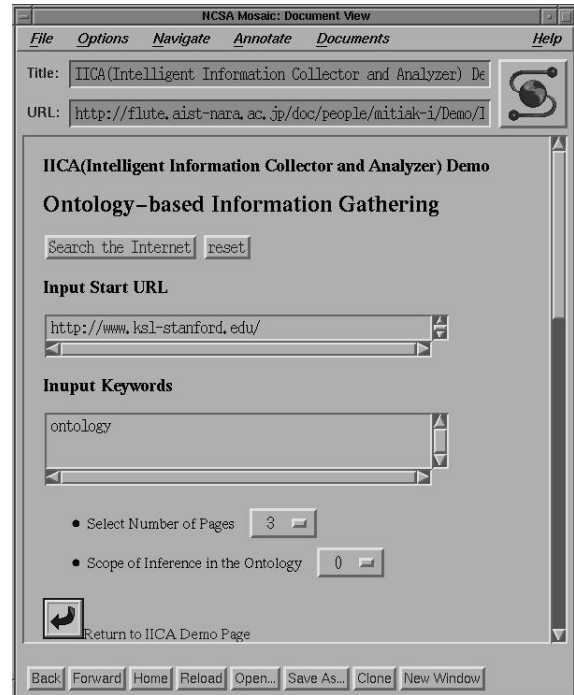 NCSA Mosaic: Document View
File Options Navigate Annotate Documents Help
Title: IICA(Intelligent Information Collector and Analyzer) De
URL: http://flute.aist-nara.ac.jp/doc/people/mitiak-i/Demo/I
IICA(Intelligent Information Collector and Analyzer) Demo
Ontology-based Information Gathering
Search the Internet reset
Input Start URL
http://www.ksl-stanford.edu/
Inuput Keywords
ontology
• Select Number of Pages 3
• Scope of Inference in the Ontology 0
Return to IICA Demo Page
Back Forward Home Reload Open... Save As... Clone New Window